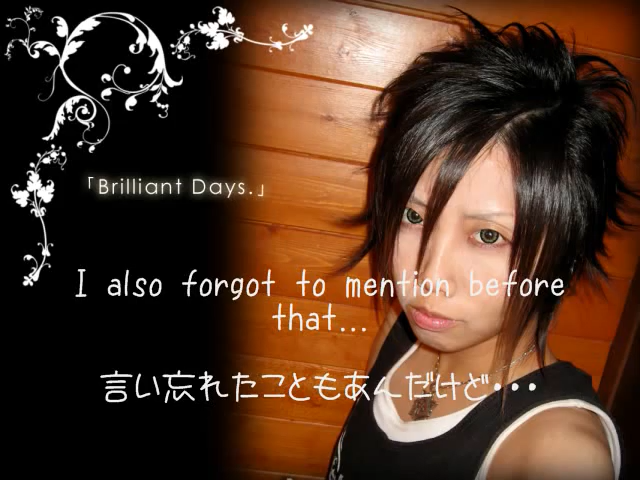 「Brilliant Days.」
I also forgot to mention before
that...
言い忘れたこともあんだけど・・・